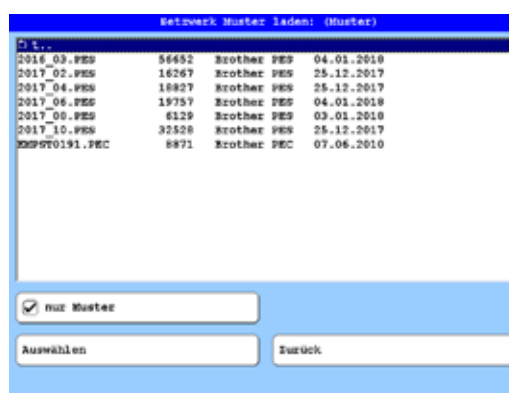 Netzwerk Muster laden: (Muster)
t..
2016_03.PES 56652 Brother PES 04.01.2018
2017_02.PES 16267 Brother PES 25.12.2017
2017_04.PES 18827 Brother PES 25.12.2017
2017_06.PES 19757 Brother PES 04.01.2018
2017_00.PES 6129 Brother PES 03.01.2018
2017_10.PES 32528 Brother PES 25.12.2017
8871 Brother PEC 07.06.2010
nur Muster
Auswählen
Zurück